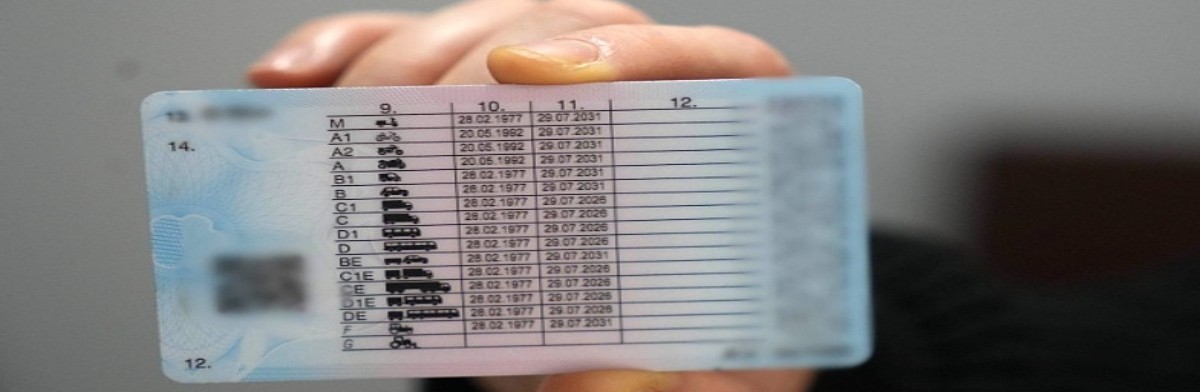 13.
9. 10. 11. 12.
M 28.02.1977 29.07.2031
14.
A1 20.05.1992 29.07.2031
A2 20.05.1992 29.07.2031
A 20.05.1992 29.07.2031
B1 28.02.1977 29.07.2031
B 28.02.1977 29.07.2031
C1 28.02.1977 29.07.2026
C 28.02.1977 29.07.2026
D1 28.02.1977 29.07.2026
D 28.02.1977 29.07.2026
BE 28.02.1977 29.07.2031
C1E 28.02.1977 29.07.2026
CE 28.02.1977 29.07.2026
D1E 28.02.1977 29.07.2026
DE 28.02.1977 29.07.2026
F 28.02.1977 29.07.2031
G
12.